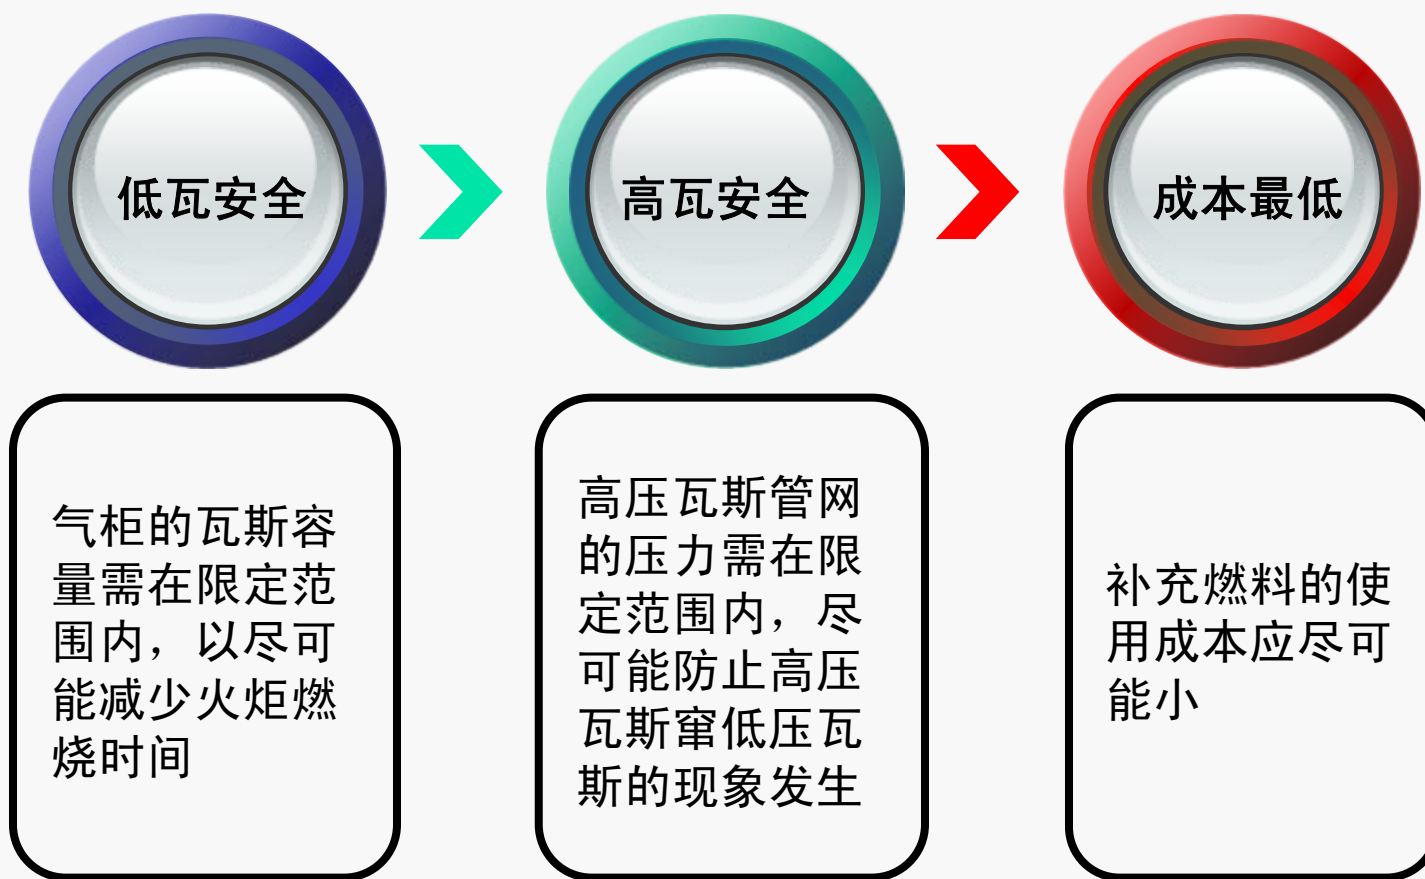 低瓦安全
高瓦安全
成本最低
气柜的瓦斯容
量需在限定范
围内，以尽可
能减少火炬燃
烧时间
高压瓦斯管网
的压力需在限
定范围内，尽
可能防止高压
瓦斯窜低压瓦
斯的现象发生
补充燃料的使
用成本应尽可
能小